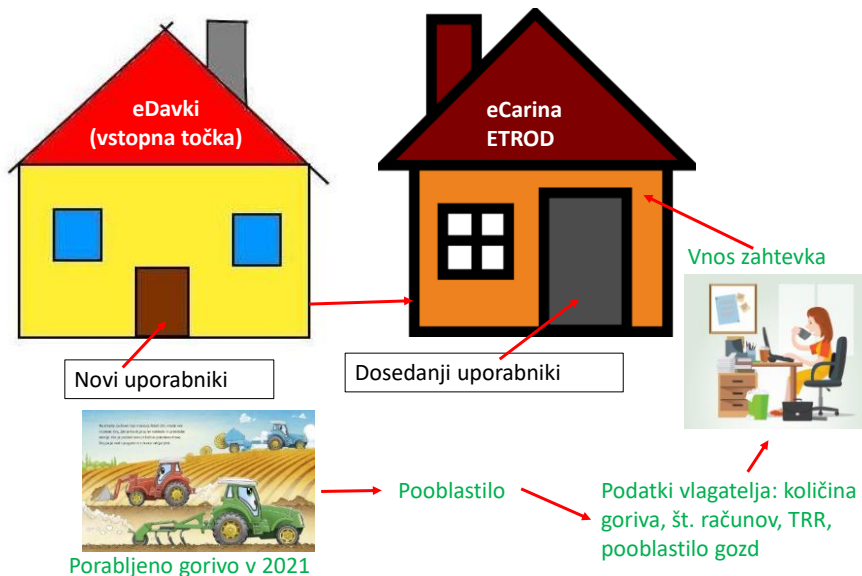 eDavki
(vstopna točka)
eCarina
ETROD
Vnos zahtevka
Novi uporabniki
Dosedanji uporabniki
Pooblastilo
Podatki vlagatelja: količina
goriva, št. računov, TRR,
pooblastilo gozd
Porabljeno gorivo v 2021